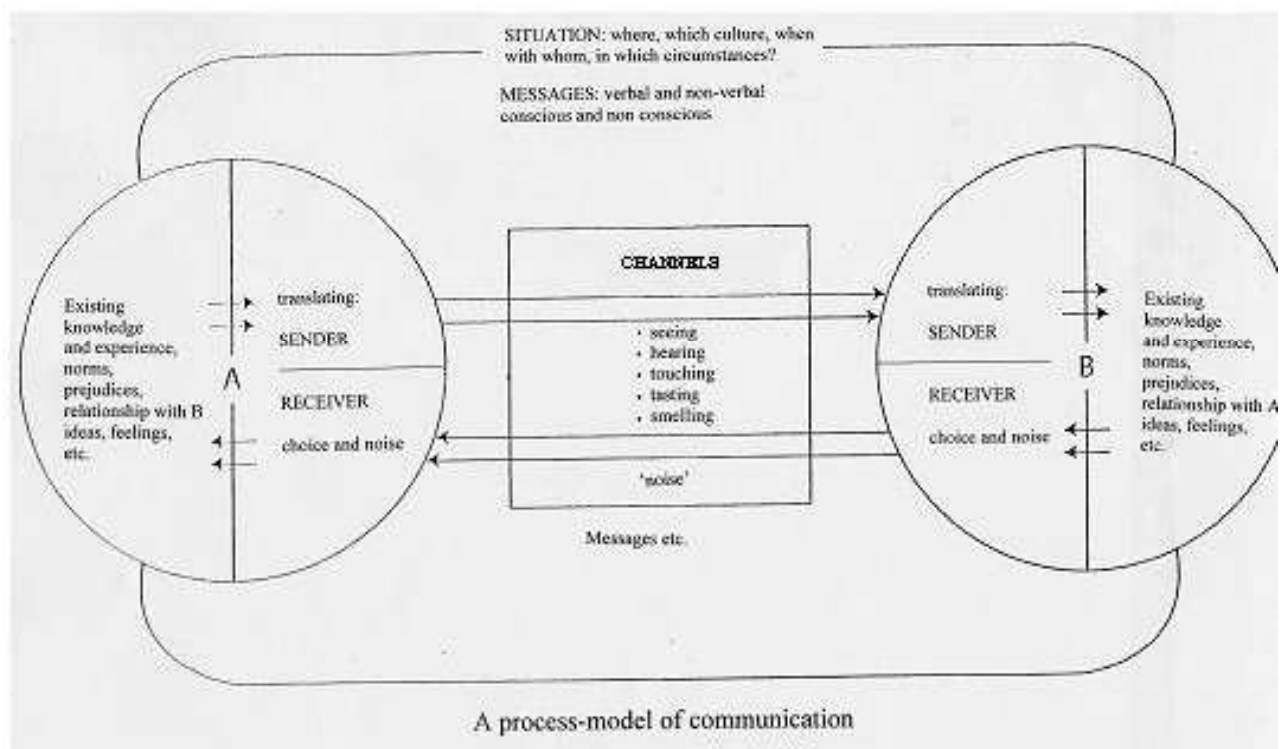 SITUATION: where, which culture, when
with whom, in which circumstances?
MESSAGES: verbal and non-verbal
conscious and non conscious
Existing
knowledge
and experience,
norms,
prejudices,
relationship with B
ideas, feelings,
etc.
A
translating:
SENDER
RECEIVER
choice and noise
CHANNELS
• seeing
• hearing
• touching
• tasting
• smelling
'noise'
Messages etc.
translating:
SENDER
RECEIVER
choice and noise
B
Existing
knowledge
and experience,
norms,
prejudices,
relationship with A
ideas, feelings,
etc.
A process-model of communication